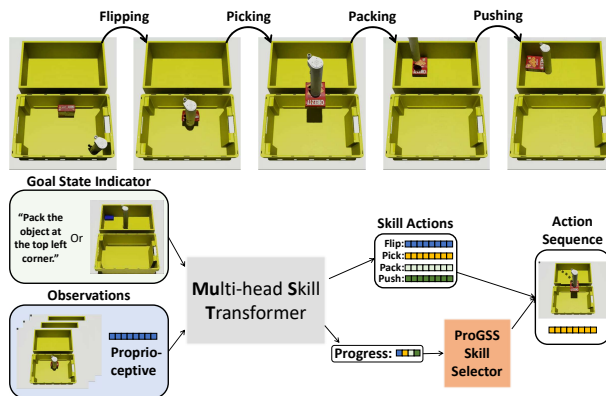 Flipping
Picking
Packing
Pushing
Goal State Indicator
“Pack the
object at
the top left
corner.”
Or
Observations
Proprio-
ceptive
Multi-head Skill
Transformer
Skill Actions
Flip:
Pick:
Pack:
Push:
Progress:
ProGSS
Skill
Selector
Action
Sequence